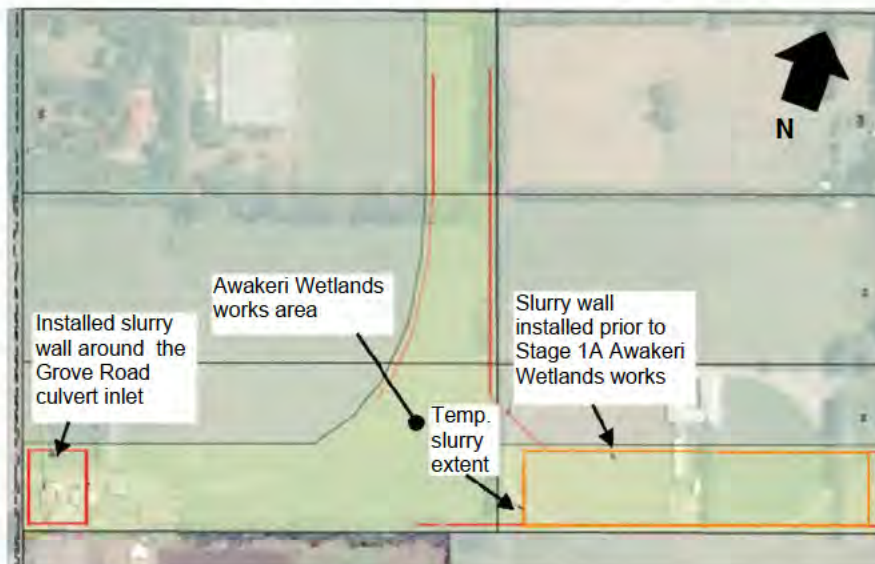 N
Awakeri Wetlands
works area
Slurry wall
installed prior to
Stage 1A Awakeri
Wetlands works
Installed slurry
wall around the
Grove Road
culvert inlet
Temp.
slurry
extent